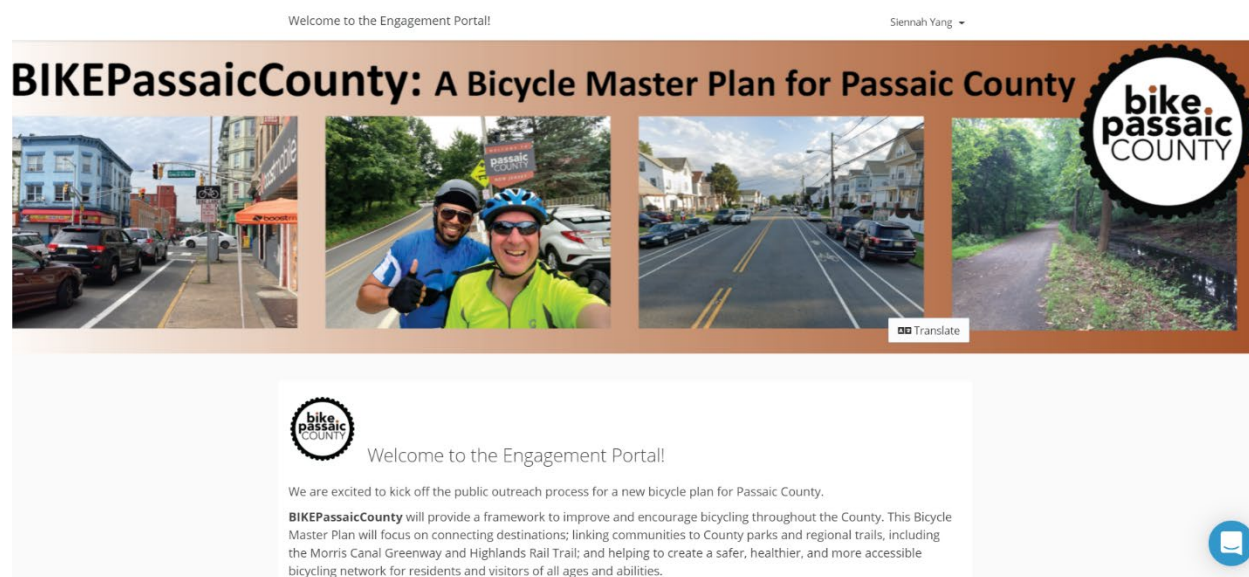 Welcome to the Engagement Portal!
Siennah Yang
BIKEPassaicCounty: A Bicycle Master Plan for Passaic County
bike.
passaic
COUNTY
WELCOME TO
passaic
COUNTY
NEW JERSEY
boost
Translate
bike.
passaic
COUNTY
Welcome to the Engagement Portal!
We are excited to kick off the public outreach process for a new bicycle plan for Passaic County.
BIKEPassaicCounty will provide a framework to improve and encourage bicycling throughout the County. This Bicycle
Master Plan will focus on connecting destinations; linking communities to County parks and regional trails, including
the Morris Canal Greenway and Highlands Rail Trail; and helping to create a safer, healthier, and more accessible
bicycling network for residents and visitors of all ages and abilities.